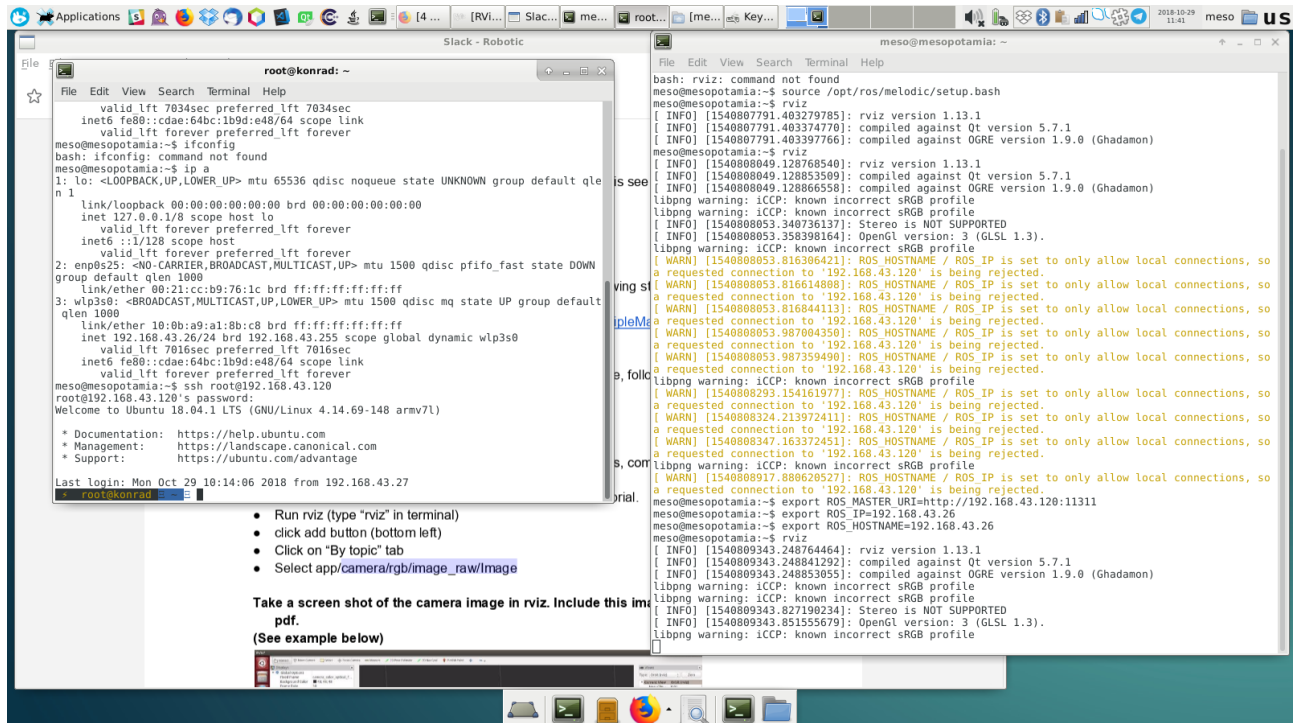 Applications
[4 ...
[RVi...
Slac...
me...
root...
[me...
Key...
2018-10-29
11:41
meso
us
Slack - Robotic
File
root@konrad: ~
File Edit View Search Terminal Help
valid_lft 7034sec preferred_lft 7034sec
inet6 fe80::cdae:64bc:1b9d:e48/64 scope link
valid_lft forever preferred_lft forever
meso@mesopotamia:~$ ifconfig
bash: ifconfig: command not found
meso@mesopotamia:~$ ip a
1: lo: <LOOPBACK,UP,LOWER_UP> mtu 65536 qdisc noqueue state UNKNOWN group default qle
n 1
link/loopback 00:00:00:00:00:00 brd 00:00:00:00:00:00
inet 127.0.0.1/8 scope host lo
valid_lft forever preferred_lft forever
inet6 ::1/128 scope host
valid_lft forever preferred_lft forever
2: enp0s25: <NO-CARRIER,BROADCAST,MULTICAST,UP> mtu 1500 qdisc pfifo_fast state DOWN
group default qlen 1000
link/ether 00:21:cc:b9:76:1c brd ff:ff:ff:ff:ff:ff
3: wlp3s0: <BROADCAST,MULTICAST,UP,LOWER_UP> mtu 1500 qdisc mq state UP group default
qlen 1000
link/ether 10:0b:a9:a1:8b:c8 brd ff:ff:ff:ff:ff:ff
inet 192.168.43.26/24 brd 192.168.43.255 scope global dynamic wlp3s0
valid_lft 7016sec preferred_lft 7016sec
inet6 fe80::cdae:64bc:1b9d:e48/64 scope link
valid_lft forever preferred_lft forever
meso@mesopotamia:~$ ssh root@192.168.43.120
root@192.168.43.120's password:
Welcome to Ubuntu 18.04.1 LTS (GNU/Linux 4.14.69-148 armv7l)
* Documentation: https://help.ubuntu.com
* Management: https://landscape.canonical.com
* Support: https://ubuntu.com/advantage
Last login: Mon Oct 29 10:14:06 2018 from 192.168.43.27
⚡ root@konrad ~
is see
wing st
ipleMa
e, follo
s, com
orial.
● Run rviz (type “rviz” in terminal)
● click add button (bottom left)
● Click on “By topic” tab
● Select app/camera/rgb/image_raw/Image
Take a screen shot of the camera image in rviz. Include this ima
pdf.
(See example below)
meso@mesopotamia: ~
File Edit View Search Terminal Help
bash: rviz: command not found
meso@mesopotamia:~$ source /opt/ros/melodic/setup.bash
meso@mesopotamia:~$ rviz
[ INFO] [1540807791.403279785]: rviz version 1.13.1
[ INFO] [1540807791.403374770]: compiled against Qt version 5.7.1
[ INFO] [1540807791.403397766]: compiled against OGRE version 1.9.0 (Ghadamon)
meso@mesopotamia:~$ rviz
[ INFO] [1540808049.128768540]: rviz version 1.13.1
[ INFO] [1540808049.128853509]: compiled against Qt version 5.7.1
[ INFO] [1540808049.128866558]: compiled against OGRE version 1.9.0 (Ghadamon)
libpng warning: iCCP: known incorrect sRGB profile
libpng warning: iCCP: known incorrect sRGB profile
[ INFO] [1540808053.340736137]: Stereo is NOT SUPPORTED
[ INFO] [1540808053.358398164]: OpenGl version: 3 (GLSL 1.3).
libpng warning: iCCP: known incorrect sRGB profile
[ WARN] [1540808053.816306421]: ROS_HOSTNAME / ROS_IP is set to only allow local connections, so
a requested connection to '192.168.43.120' is being rejected.
[ WARN] [1540808053.816614808]: ROS_HOSTNAME / ROS_IP is set to only allow local connections, so
a requested connection to '192.168.43.120' is being rejected.
[ WARN] [1540808053.816844113]: ROS_HOSTNAME / ROS_IP is set to only allow local connections, so
a requested connection to '192.168.43.120' is being rejected.
[ WARN] [1540808053.987004350]: ROS_HOSTNAME / ROS_IP is set to only allow local connections, so
a requested connection to '192.168.43.120' is being rejected.
[ WARN] [1540808053.987359490]: ROS_HOSTNAME / ROS_IP is set to only allow local connections, so
a requested connection to '192.168.43.120' is being rejected.
libpng warning: iCCP: known incorrect sRGB profile
[ WARN] [1540808293.154161977]: ROS_HOSTNAME / ROS_IP is set to only allow local connections, so
a requested connection to '192.168.43.120' is being rejected.
[ WARN] [1540808324.213972411]: ROS_HOSTNAME / ROS_IP is set to only allow local connections, so
a requested connection to '192.168.43.120' is being rejected.
[ WARN] [1540808347.163372451]: ROS_HOSTNAME / ROS_IP is set to only allow local connections, so
a requested connection to '192.168.43.120' is being rejected.
libpng warning: iCCP: known incorrect sRGB profile
[ WARN] [1540808917.880620527]: ROS_HOSTNAME / ROS_IP is set to only allow local connections, so
a requested connection to '192.168.43.120' is being rejected.
meso@mesopotamia:~$ export ROS_MASTER_URI=http://192.168.43.120:11311
meso@mesopotamia:~$ export ROS_IP=192.168.43.26
meso@mesopotamia:~$ export ROS_HOSTNAME=192.168.43.26
meso@mesopotamia:~$ rviz
[ INFO] [1540809343.248764464]: rviz version 1.13.1
[ INFO] [1540809343.248841292]: compiled against Qt version 5.7.1
[ INFO] [1540809343.248853055]: compiled against OGRE version 1.9.0 (Ghadamon)
libpng warning: iCCP: known incorrect sRGB profile
libpng warning: iCCP: known incorrect sRGB profile
[ INFO] [1540809343.827190234]: Stereo is NOT SUPPORTED
[ INFO] [1540809343.851555679]: OpenGl version: 3 (GLSL 1.3).
libpng warning: iCCP: known incorrect sRGB profile